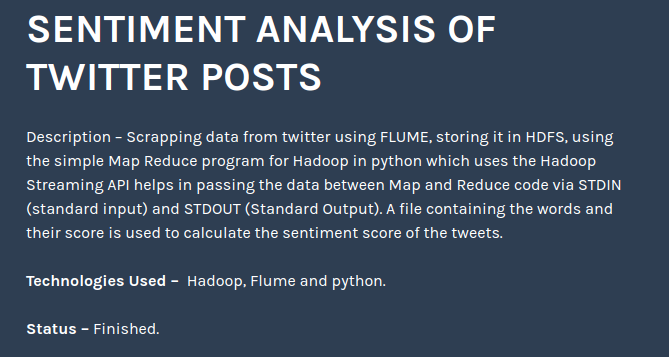 SENTIMENT ANALYSIS OF
TWITTER POSTS
Description – Scrapping data from twitter using FLUME, storing it in HDFS, using
the simple Map Reduce program for Hadoop in python which uses the Hadoop
Streaming API helps in passing the data between Map and Reduce code via STDIN
(standard input) and STDOUT (Standard Output). A file containing the words and
their score is used to calculate the sentiment score of the tweets.
Technologies Used – Hadoop, Flume and python.
Status – Finished.